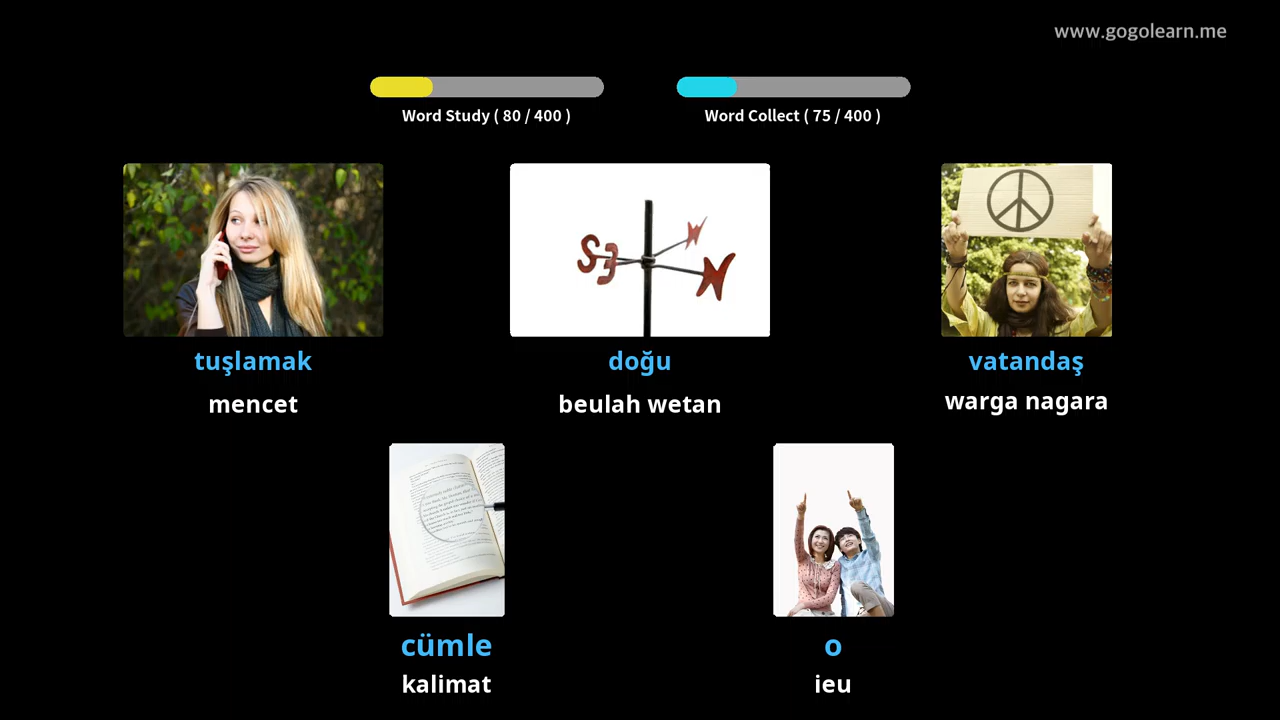 www.gogolearn.me
Word Study ( 80 / 400 )
Word Collect ( 75 / 400 )
S E W N
tuşlamak
mencet
doğu
beulah wetan
vatandaş
warga nagara
cümle
kalimat
o
ieu